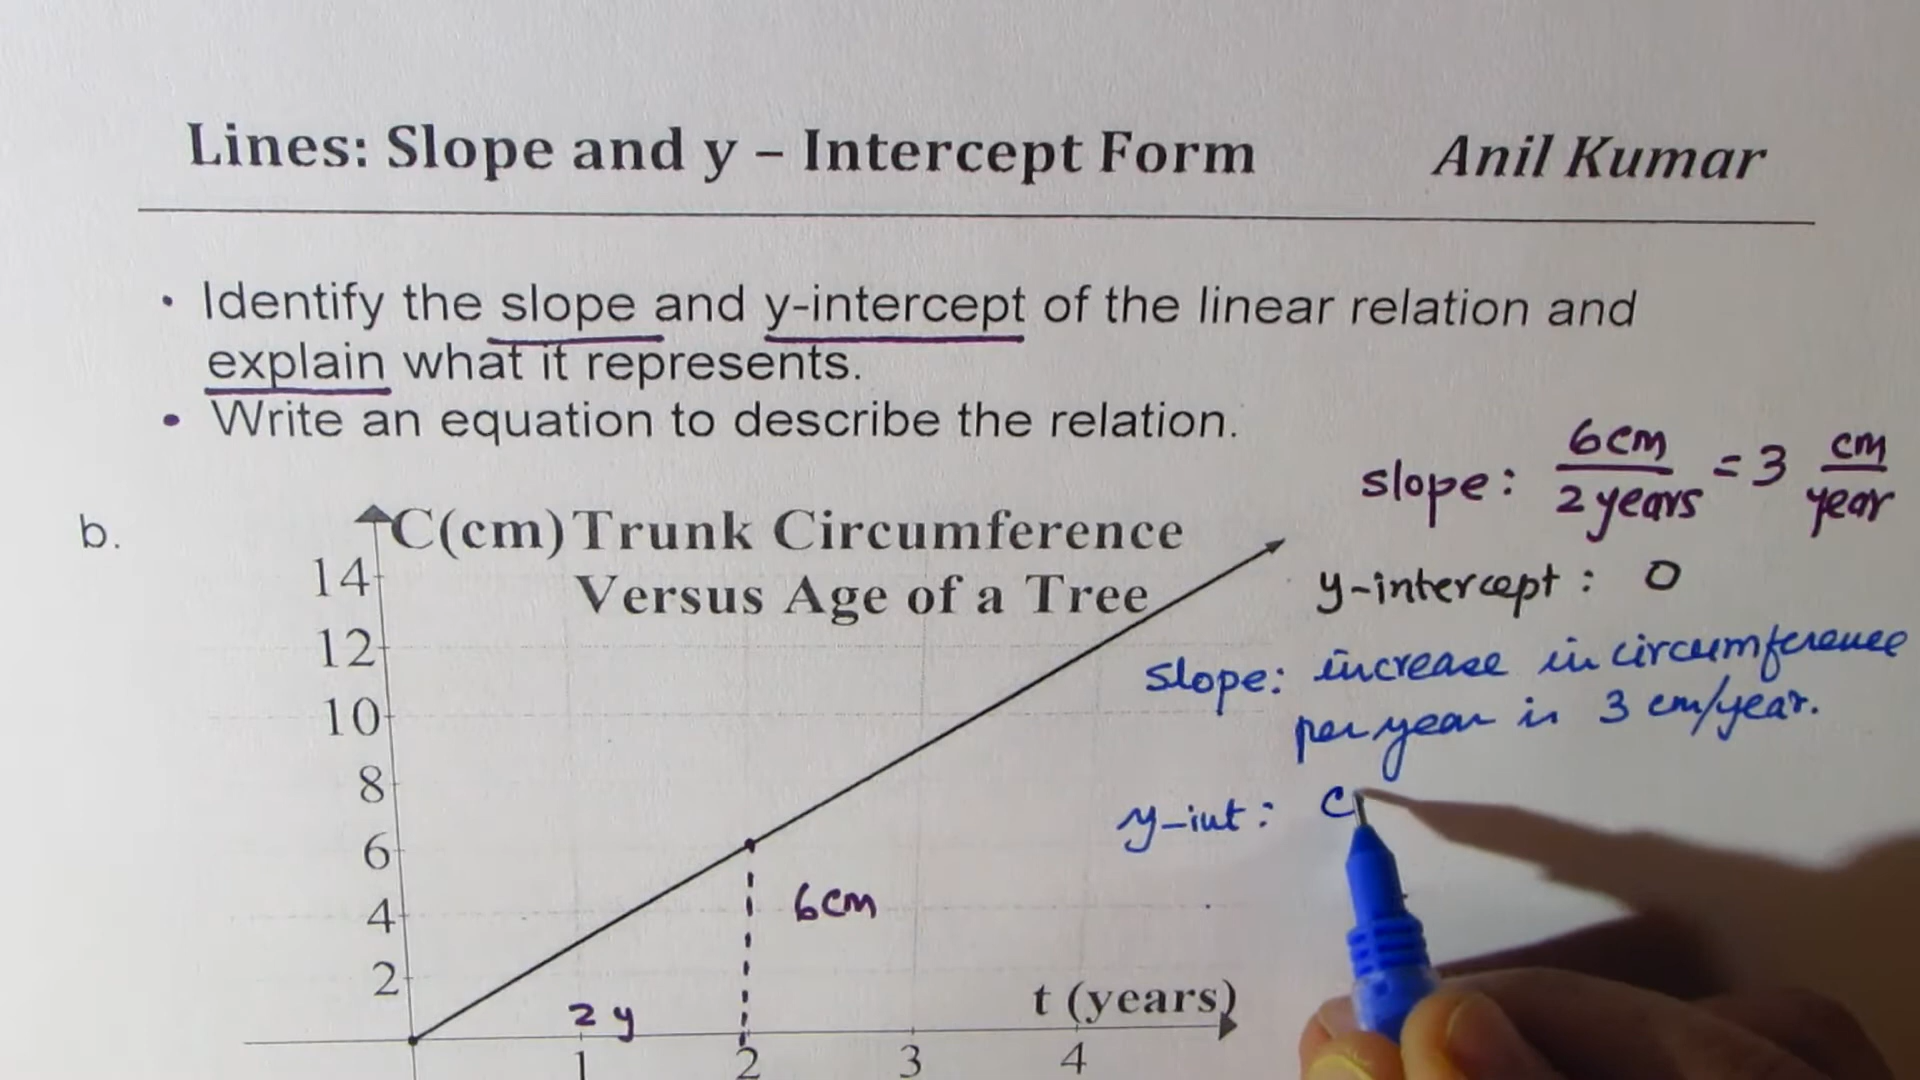 Lines: Slope and y – Intercept Form Anil Kumar
• Identify the slope and y-intercept of the linear relation and
explain what it represents.
• Write an equation to describe the relation.
slope: 6cm / 2 years = 3 cm / year
b.
C(cm) Trunk Circumference
Versus Age of a Tree
y-intercept: 0
slope: increase in circumference
per year is 3 cm/year.
y-int: C
14
12
10
8
6
4
2
6cm
2 y
t (years)
1 2 3 4